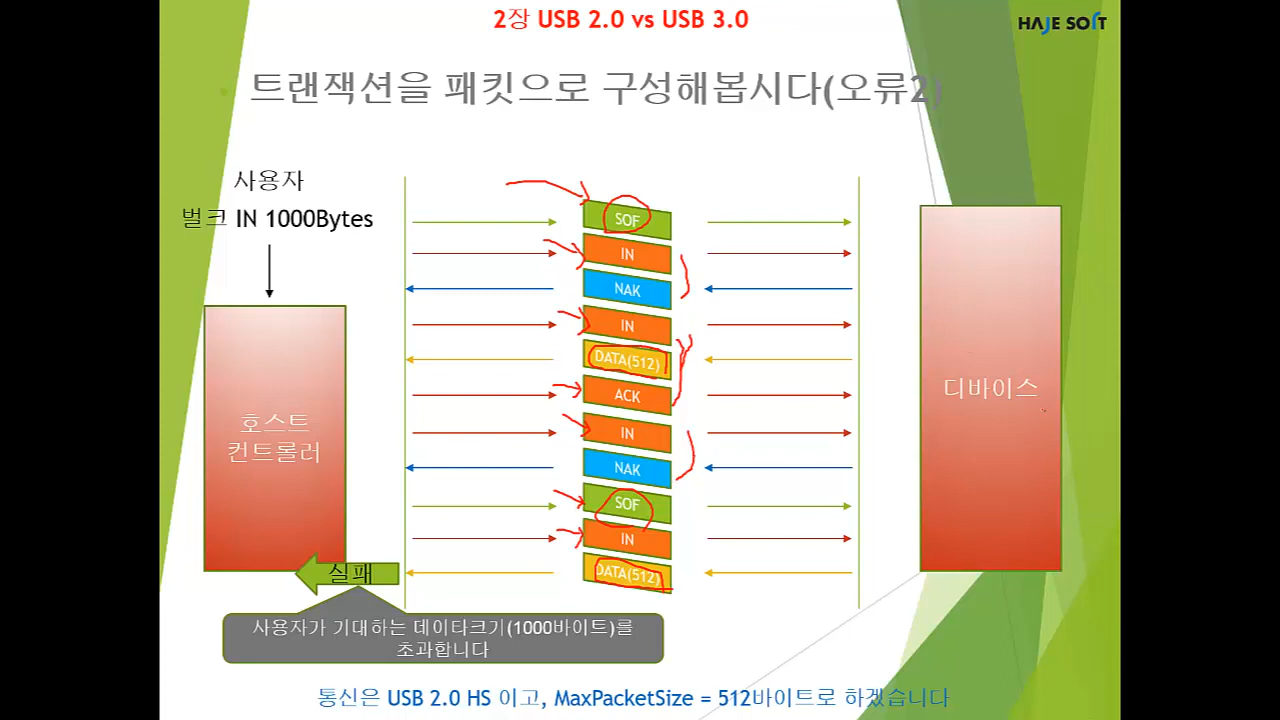 2장 USB 2.0 vs USB 3.0
HAJE SOFT
트랜잭션을 패킷으로 구성해봅시다(오류2)
사용자
벌크 IN 1000Bytes
SOF
IN
NAK
IN
DATA(512)
ACK
IN
NAK
SOF
IN
DATA(512)
호스트
컨트롤러
디바이스
실패
사용자가 기대하는 데이타크기(1000바이트)를
초과합니다
통신은 USB 2.0 HS 이고, MaxPacketSize = 512바이트로 하겠습니다